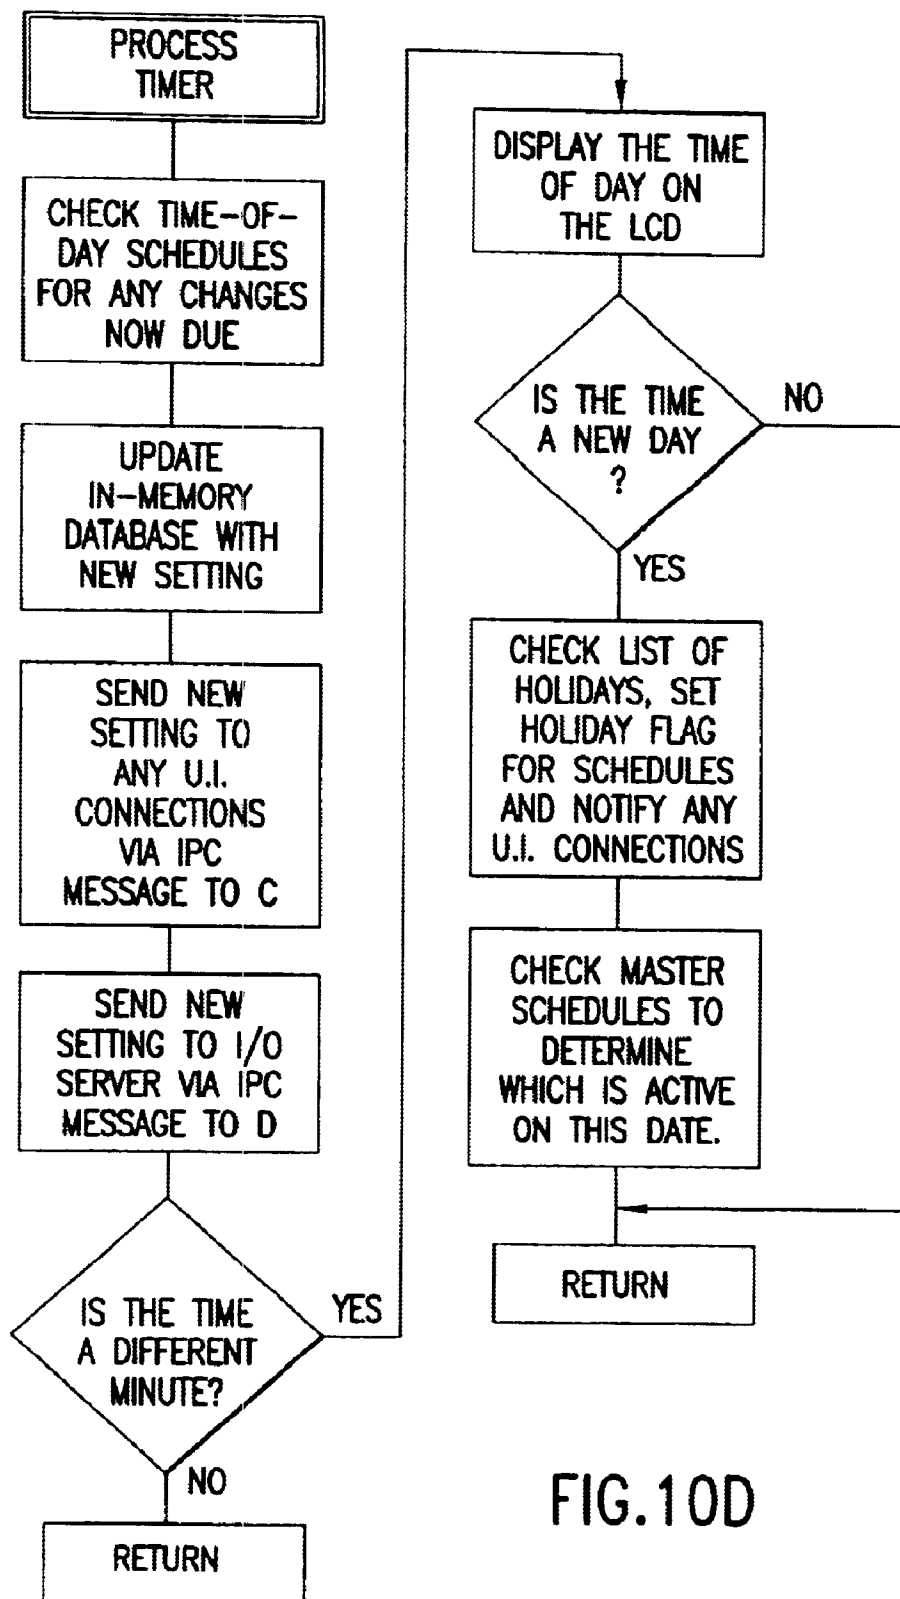 PROCESS
TIMER
CHECK TIME-OF-
DAY SCHEDULES
FOR ANY CHANGES
NOW DUE
UPDATE
IN-MEMORY
DATABASE WITH
NEW SETTING
SEND NEW
SETTING TO
ANY U.I.
CONNECTIONS
VIA IPC
MESSAGE TO C
SEND NEW
SETTING TO I/O
SERVER VIA IPC
MESSAGE TO D
IS THE TIME
A DIFFERENT
MINUTE?
YES
NO
RETURN
DISPLAY THE TIME
OF DAY ON
THE LCD
IS THE TIME
A NEW DAY
?
NO
YES
CHECK LIST OF
HOLIDAYS, SET
HOLIDAY FLAG
FOR SCHEDULES
AND NOTIFY ANY
U.I. CONNECTIONS
CHECK MASTER
SCHEDULES TO
DETERMINE
WHICH IS ACTIVE
ON THIS DATE.
RETURN
FIG.10D